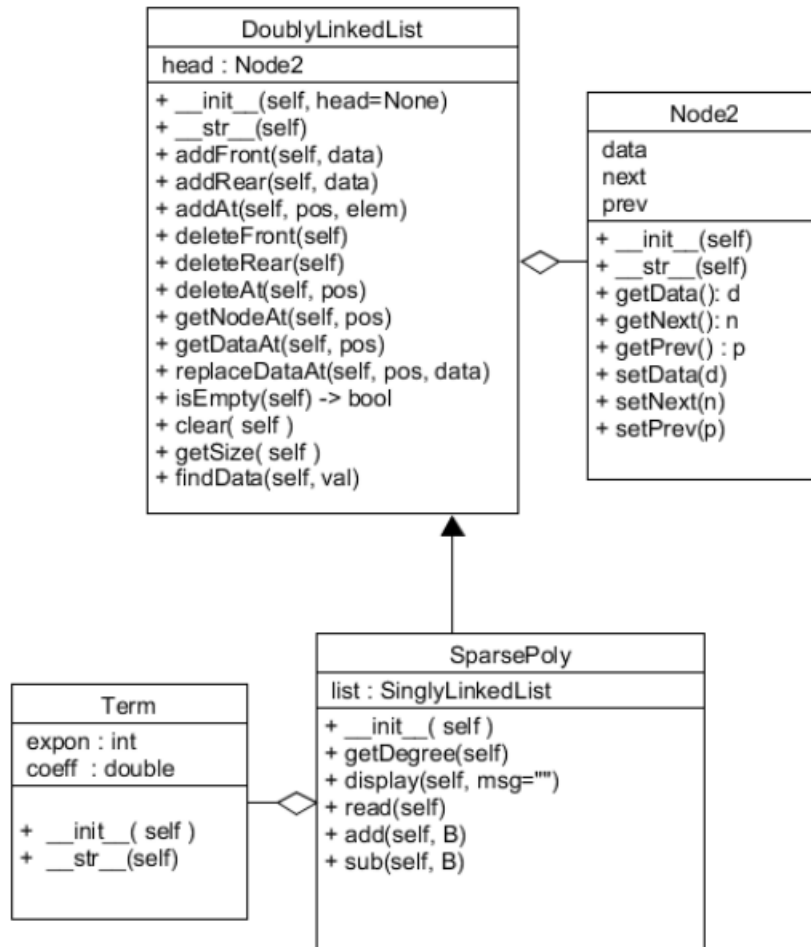 DoublyLinkedList
head : Node2
+ __init__(self, head=None)
+ __str__(self)
+ addFront(self, data)
+ addRear(self, data)
+ addAt(self, pos, elem)
+ deleteFront(self)
+ deleteRear(self)
+ deleteAt(self, pos)
+ getNodeAt(self, pos)
+ getDataAt(self, pos)
+ replaceDataAt(self, pos, data)
+ isEmpty(self) -> bool
+ clear( self )
+ getSize( self )
+ findData(self, val)
Node2
data
next
prev
+ __init__(self)
+ __str__(self)
+ getData(): d
+ getNext(): n
+ getPrev() : p
+ setData(d)
+ setNext(n)
+ setPrev(p)
SparsePoly
list : SinglyLinkedList
+ __init__( self )
+ getDegree(self)
+ display(self, msg="")
+ read(self)
+ add(self, B)
+ sub(self, B)
Term
expon : int
coeff : double
+ __init__( self )
+ __str__(self)